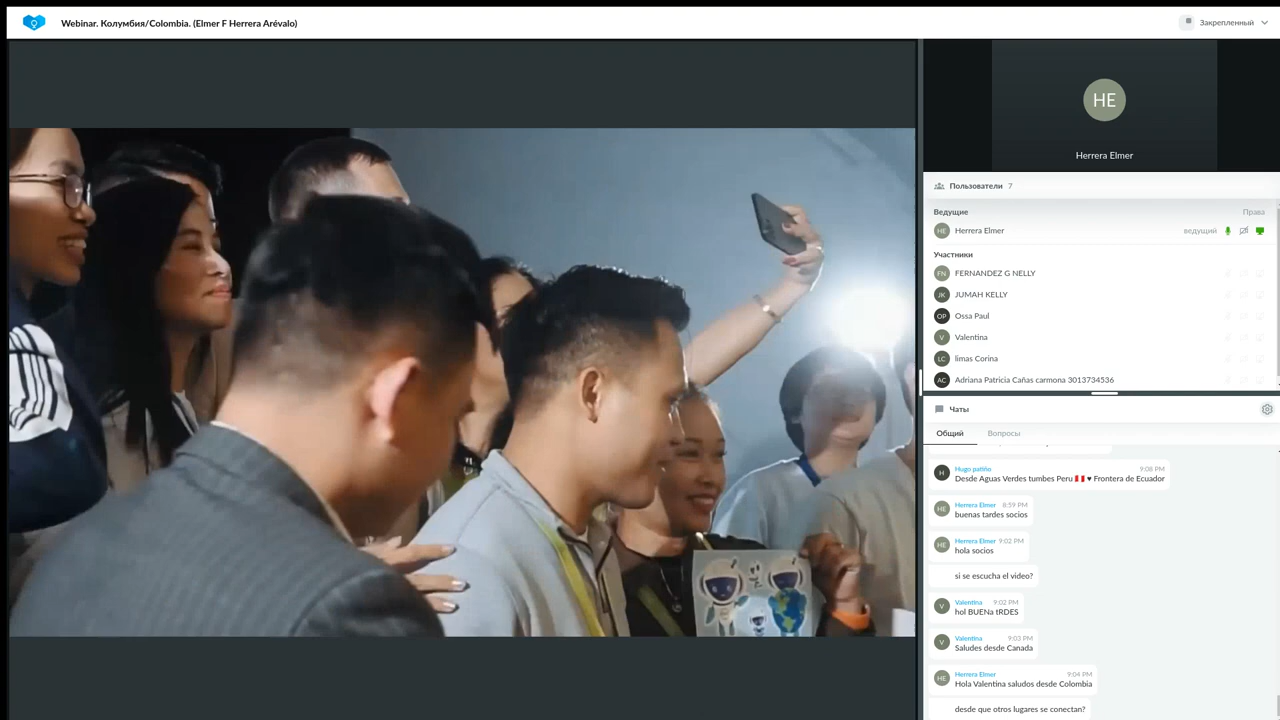 Webinar. Колумбия/Colombia. (Elmer F Herrera Arévalo)
Закрепленный
HE
Herrera Elmer
Пользователи 7
Ведущие Права
HE Herrera Elmer ведущий
Участники
FN FERNANDEZ G NELLY
JK JUMAH KELLY
OP Ossa Paul
V Valentina
LC limas Corina
AC Adriana Patricia Cañas carmona 3013734536
Чаты
Общий Вопросы
H Hugo patiño 9:08 PM
Desde Aguas Verdes tumbes Peru 🇵🇪 ♥ Frontera de Ecuador
HE Herrera Elmer 8:59 PM
buenas tardes socios
HE Herrera Elmer 9:02 PM
hola socios
si se escucha el video?
V Valentina 9:02 PM
hol BUENa tRDES
V Valentina 9:03 PM
Saludes desde Canada
HE Herrera Elmer 9:04 PM
Hola Valentina saludos desde Colombia
desde que otros lugares se conectan?